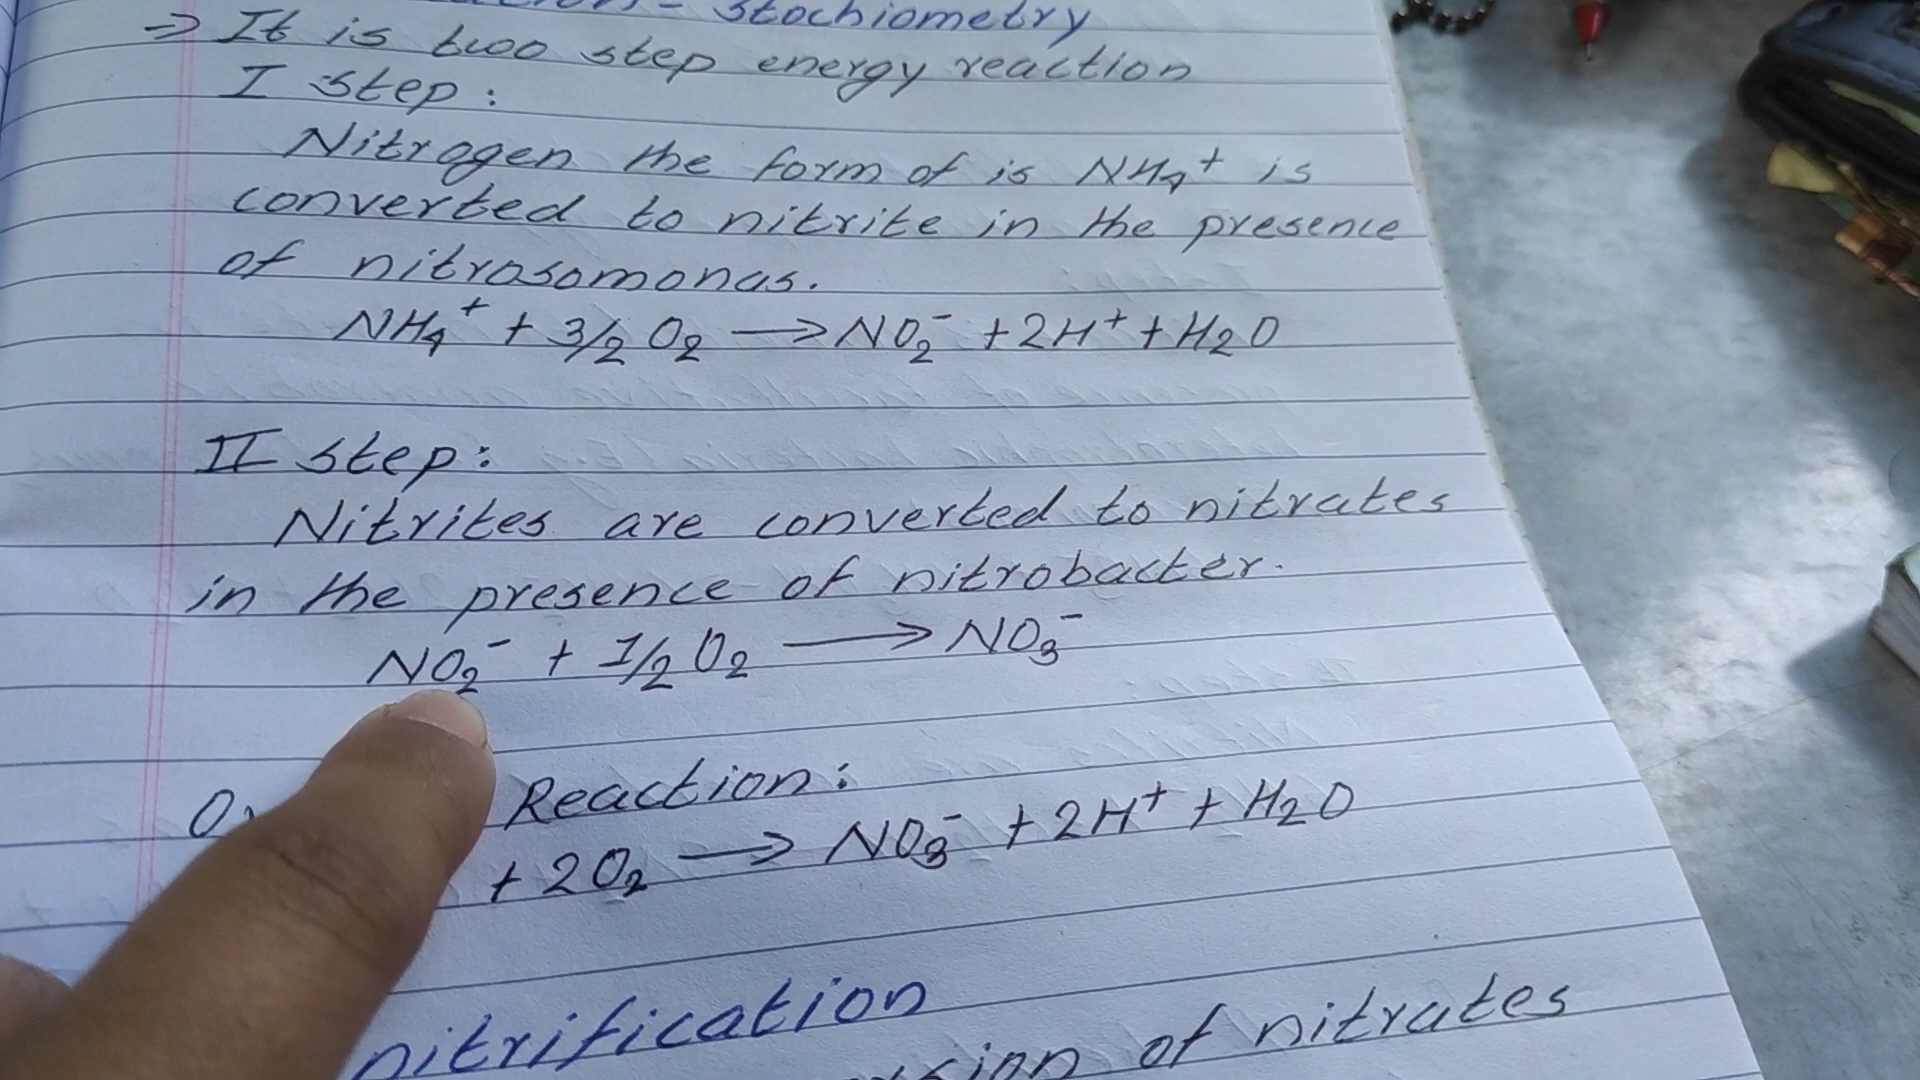 Stochiometry
⇒ It is two step energy reaction
I step:
Nitrogen the form of is NH₄⁺ is
converted to nitrite in the presence
of nitrosomonas.
NH₄⁺ + 3/2 O₂ → NO₂⁻ + 2H⁺ + H₂O
II step:
Nitrites are converted to nitrates
in the presence of nitrobacter.
NO₂⁻ + 1/2 O₂ → NO₃⁻
Reaction:
+ 2O₂ → NO₃⁻ + 2H⁺ + H₂O
nitrification
of nitrates